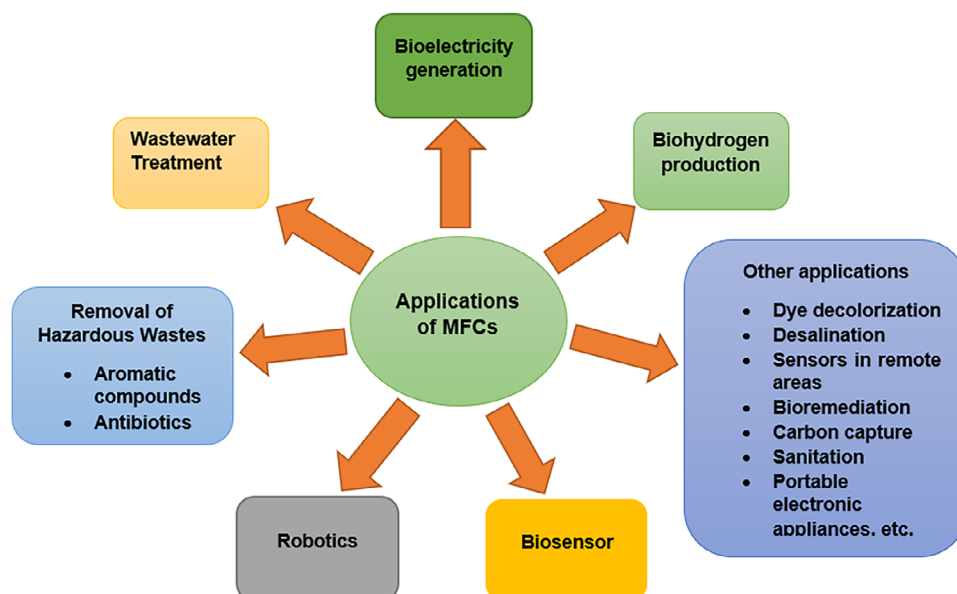 Bioelectricity
generation
Wastewater
Treatment
Biohydrogen
production
Applications
of MFCs
Removal of
Hazardous Wastes
• Aromatic
compounds
• Antibiotics
Other applications
• Dye decolorization
• Desalination
• Sensors in remote
areas
• Bioremediation
• Carbon capture
• Sanitation
• Portable
electronic
appliances, etc.
Robotics
Biosensor